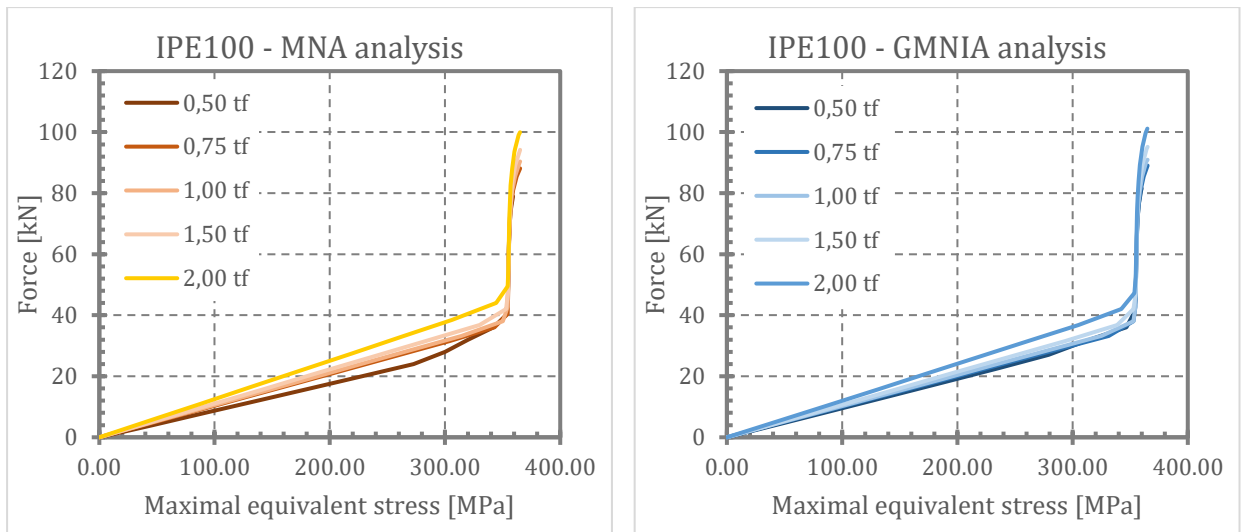 IPE100 - MNA analysis
120
100
80
60
40
20
0
Force [kN]
0,50 tf
0,75 tf
1,00 tf
1,50 tf
2,00 tf
0.00 100.00 200.00 300.00 400.00
Maximal equivalent stress [MPa]
IPE100 - GMNIA analysis
120
100
80
60
40
20
0
Force [kN]
0,50 tf
0,75 tf
1,00 tf
1,50 tf
2,00 tf
0.00 100.00 200.00 300.00 400.00
Maximal equivalent stress [MPa]